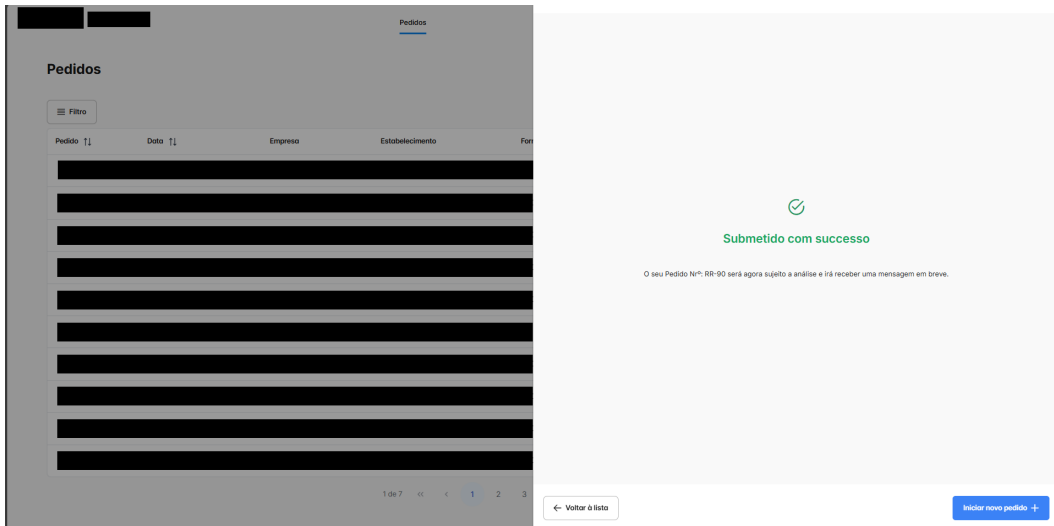 Pedidos
Pedidos
Filtro
Pedido Data Empresa Estabelecimento
1 de 7 << < 1 2 3
Submetido com successo
O seu Pedido Nrº: RR-90 será agora sujeito a análise e irá receber uma mensagem em breve.
← Voltar à lista
Iniciar novo pedido +